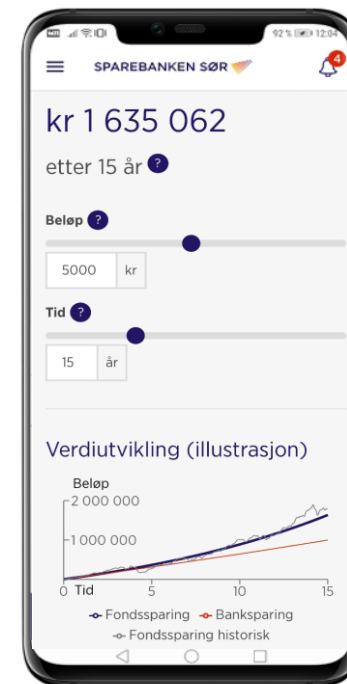 92 % 12:04
SPAREBANKEN SØR
4
kr 1 635 062
etter 15 år ?
Beløp ?
5000 kr
Tid ?
15 år
Verdiutvikling (illustrasjon)
Beløp
2 000 000
1 000 000
0 Tid 5 10 15
Fondssparing Banksparing
Fondssparing historisk